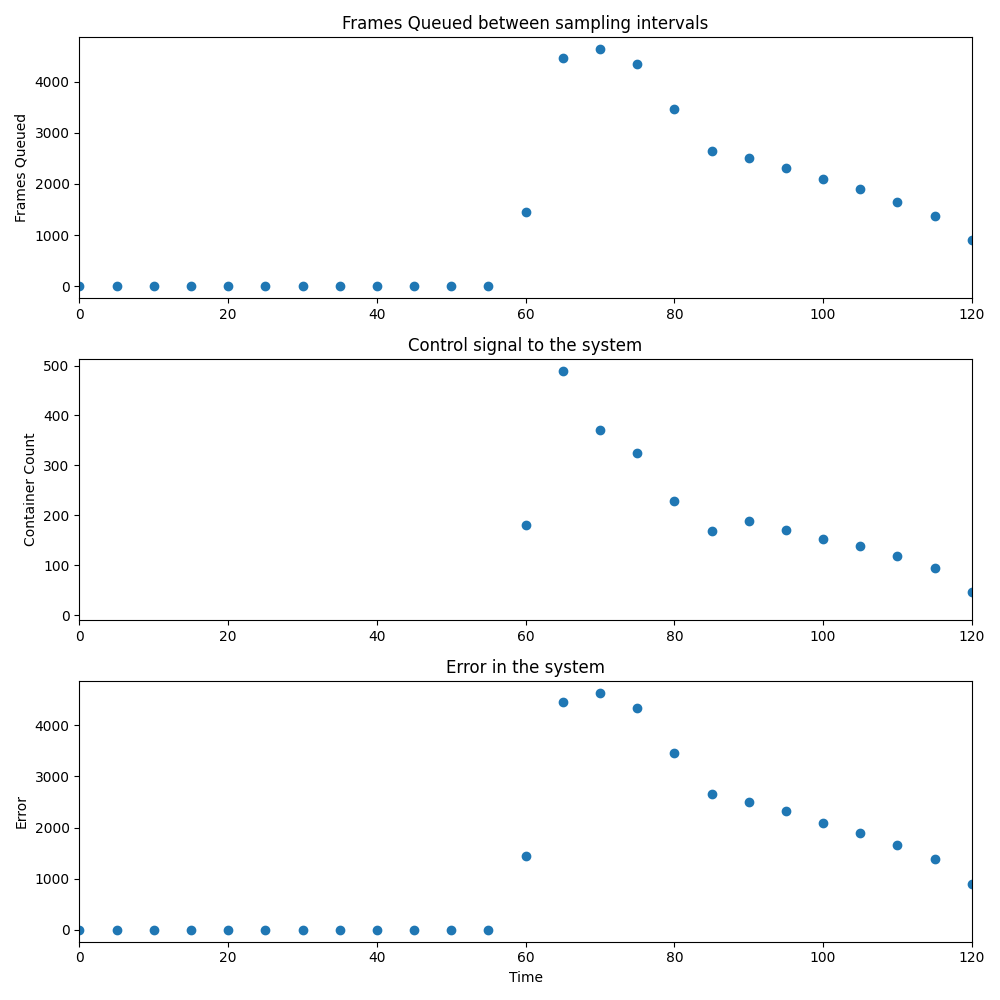 Frames Queued between sampling intervals
Frames Queued
4000
3000
2000
1000
0
0 20 40 60 80 100 120
Control signal to the system
Container Count
500
400
300
200
100
0
0 20 40 60 80 100 120
Error in the system
Error
4000
3000
2000
1000
0
0 20 40 60 80 100 120
Time